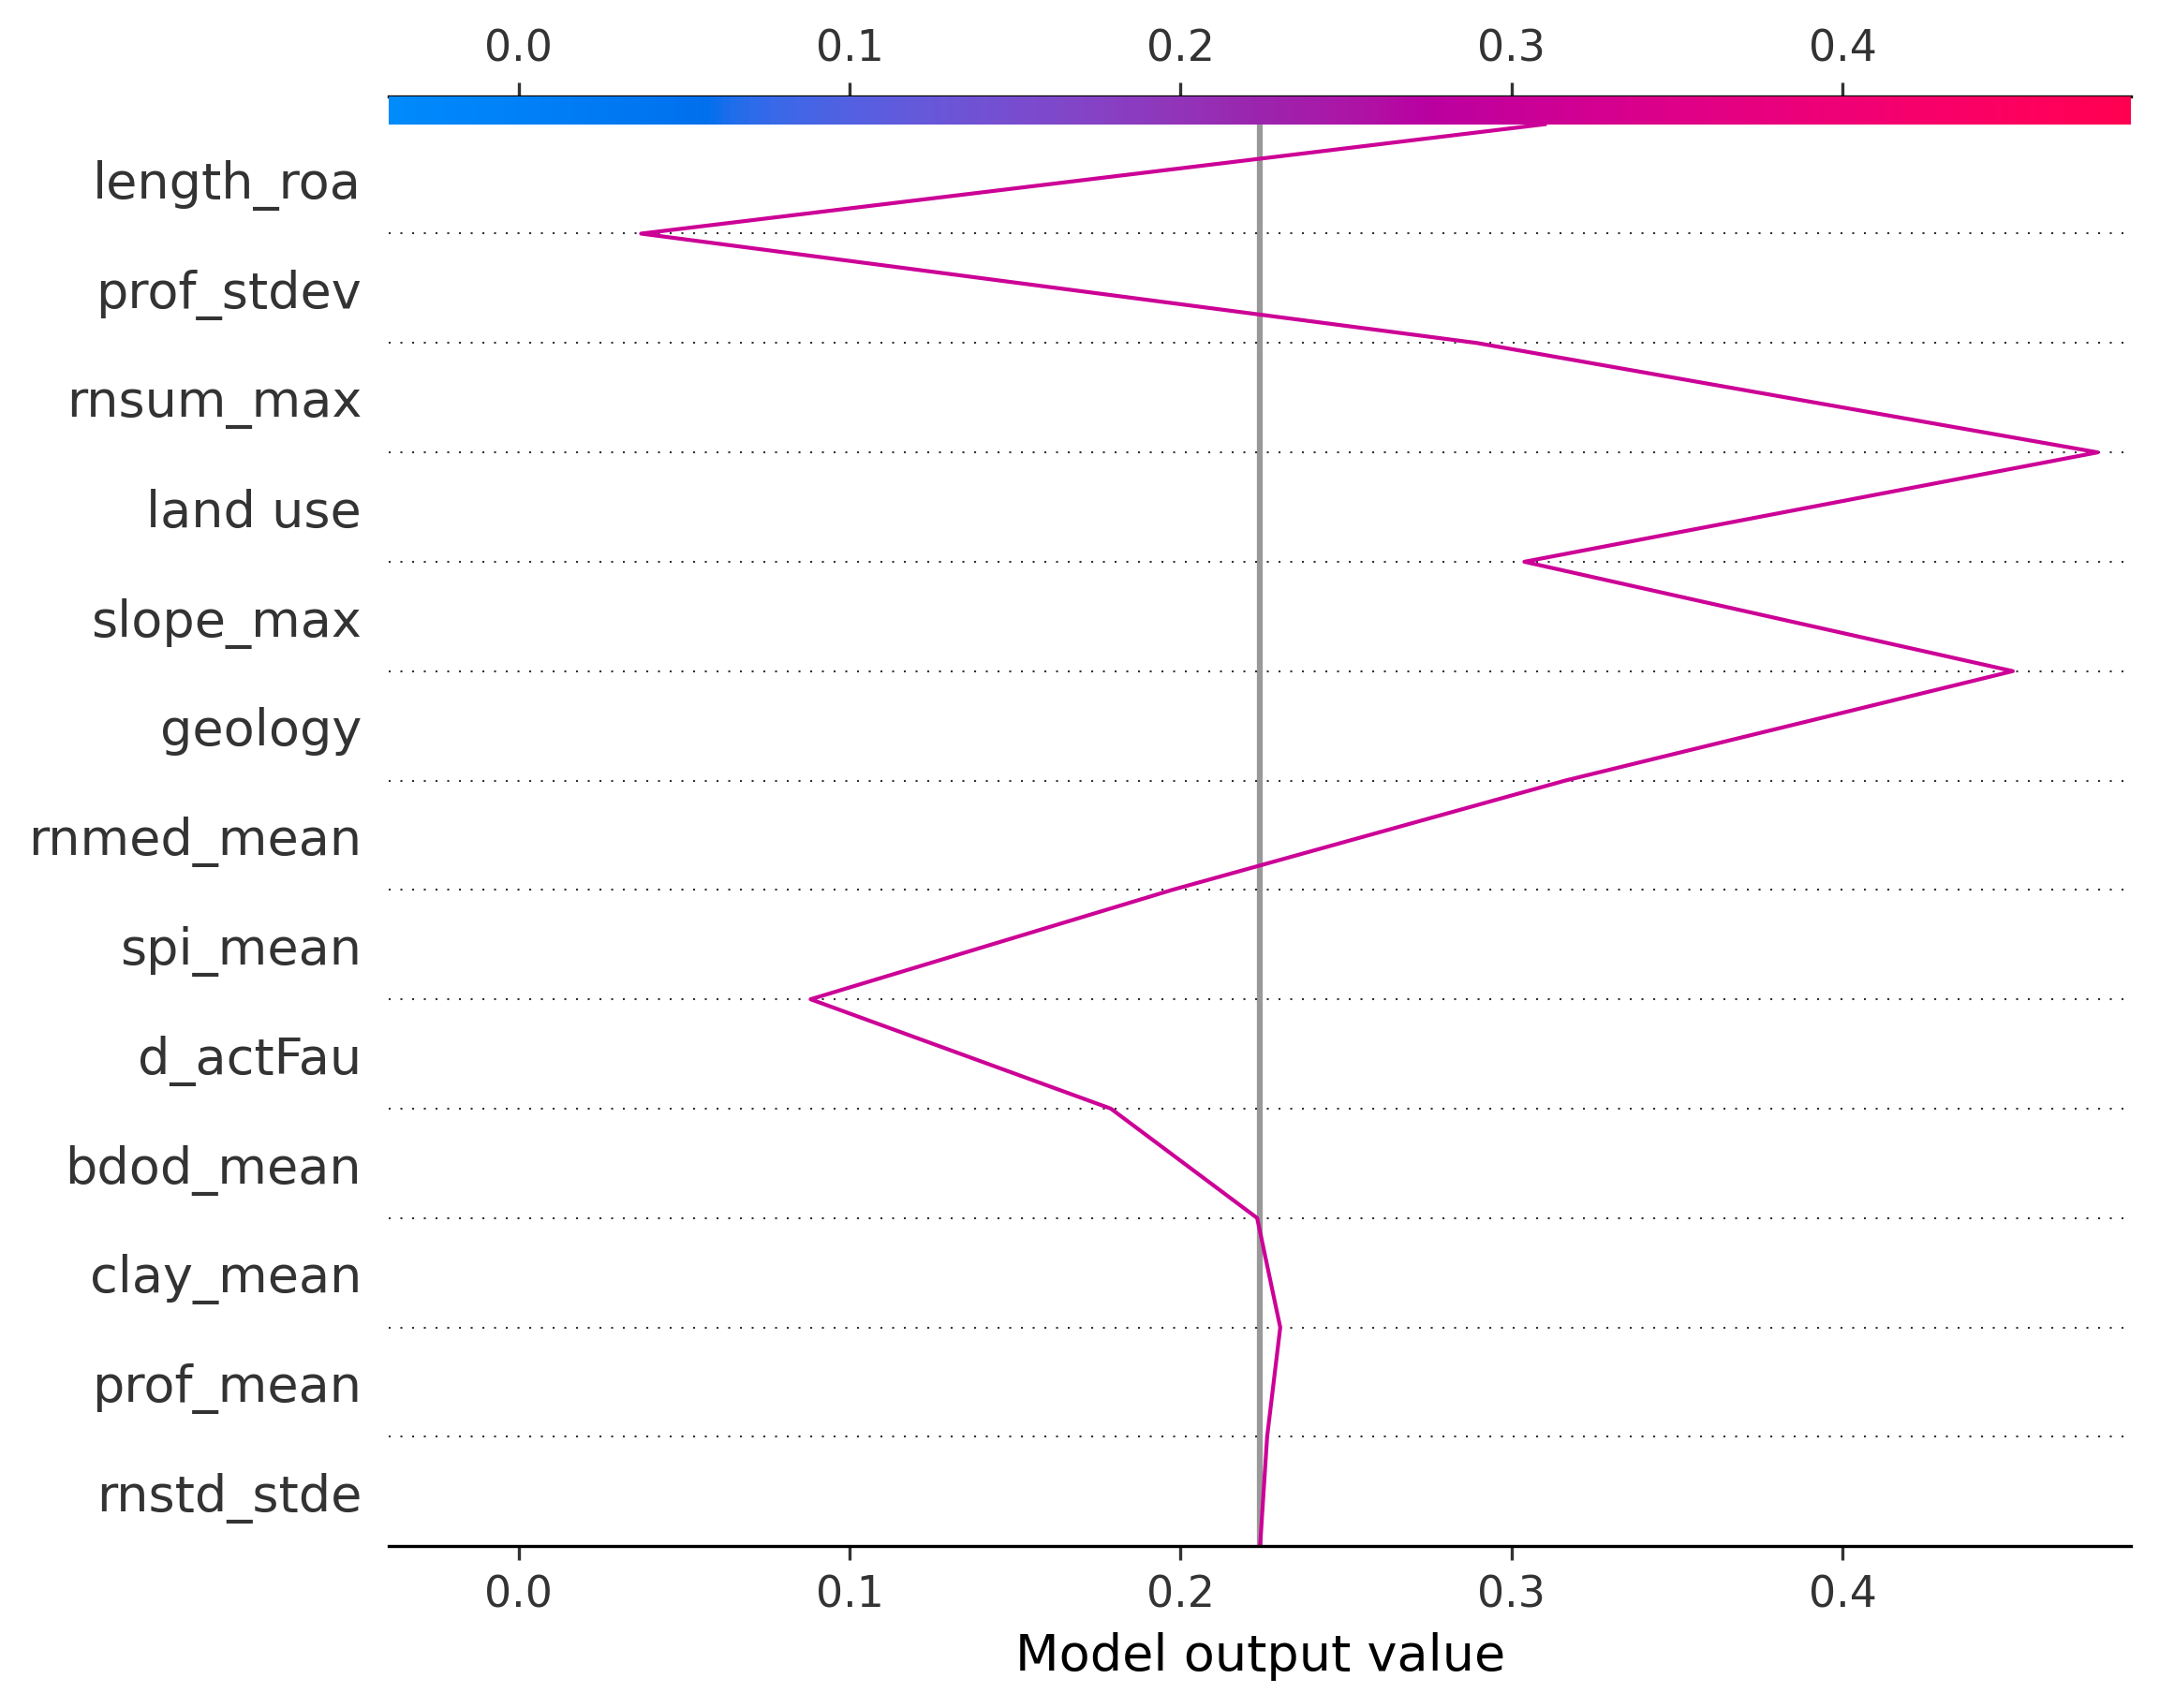 0.0 0.1 0.2 0.3 0.4
length_roa
prof_stdev
rnsum_max
land use
slope_max
geology
rnmed_mean
spi_mean
d_actFau
bdod_mean
clay_mean
prof_mean
rnstd_stde
0.0 0.1 0.2 0.3 0.4
Model output value